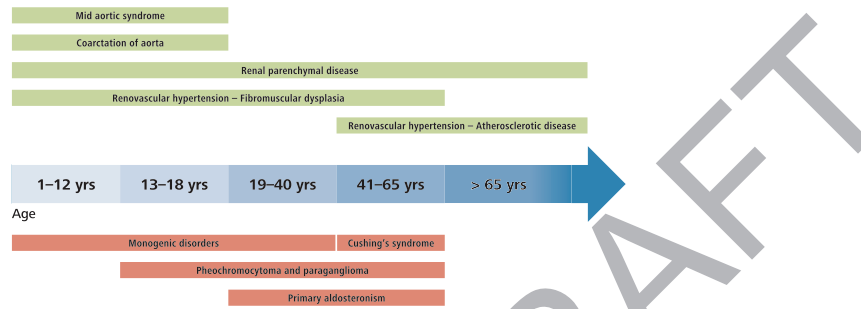 Mid aortic syndrome
Coarctation of aorta
Renal parenchymal disease
Renovascular hypertension – Fibromuscular dysplasia
Renovascular hypertension – Atherosclerotic disease
1–12 yrs 13–18 yrs 19–40 yrs 41–65 yrs > 65 yrs
Age
Monogenic disorders Cushing's syndrome
Pheochromocytoma and paraganglioma
Primary aldosteronism
RAFT